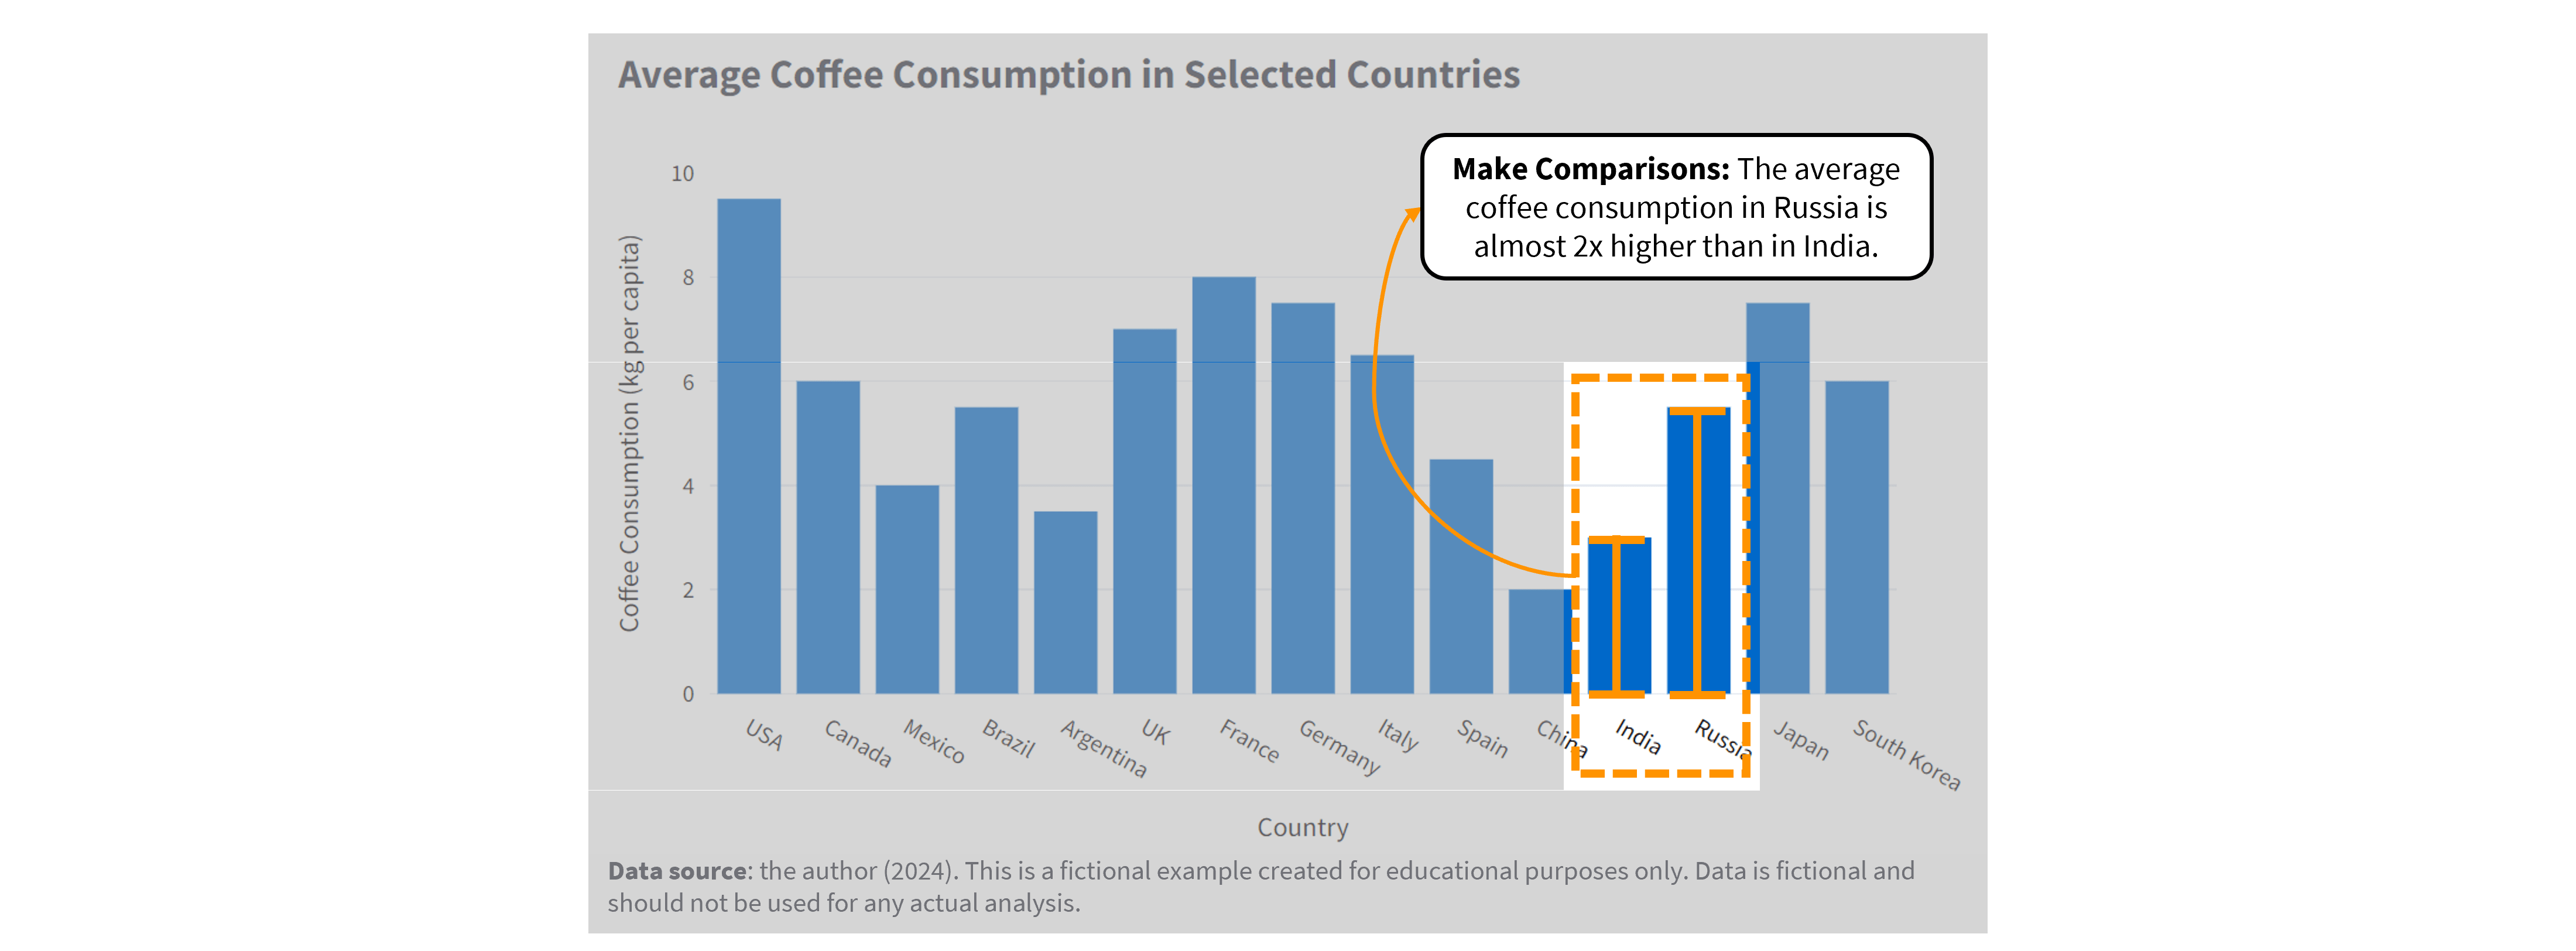 Average Coffee Consumption in Selected Countries
Make Comparisons: The average
coffee consumption in Russia is
almost 2x higher than in India.
Coffee Consumption (kg per capita)
10
8
6
4
2
0
USA
Canada
Mexico
Brazil
Argentina
UK
France
Germany
Italy
Spain
China
India
Russia
Japan
South Korea
Country
Data source: the author (2024). This is a fictional example created for educational purposes only. Data is fictional and
should not be used for any actual analysis.